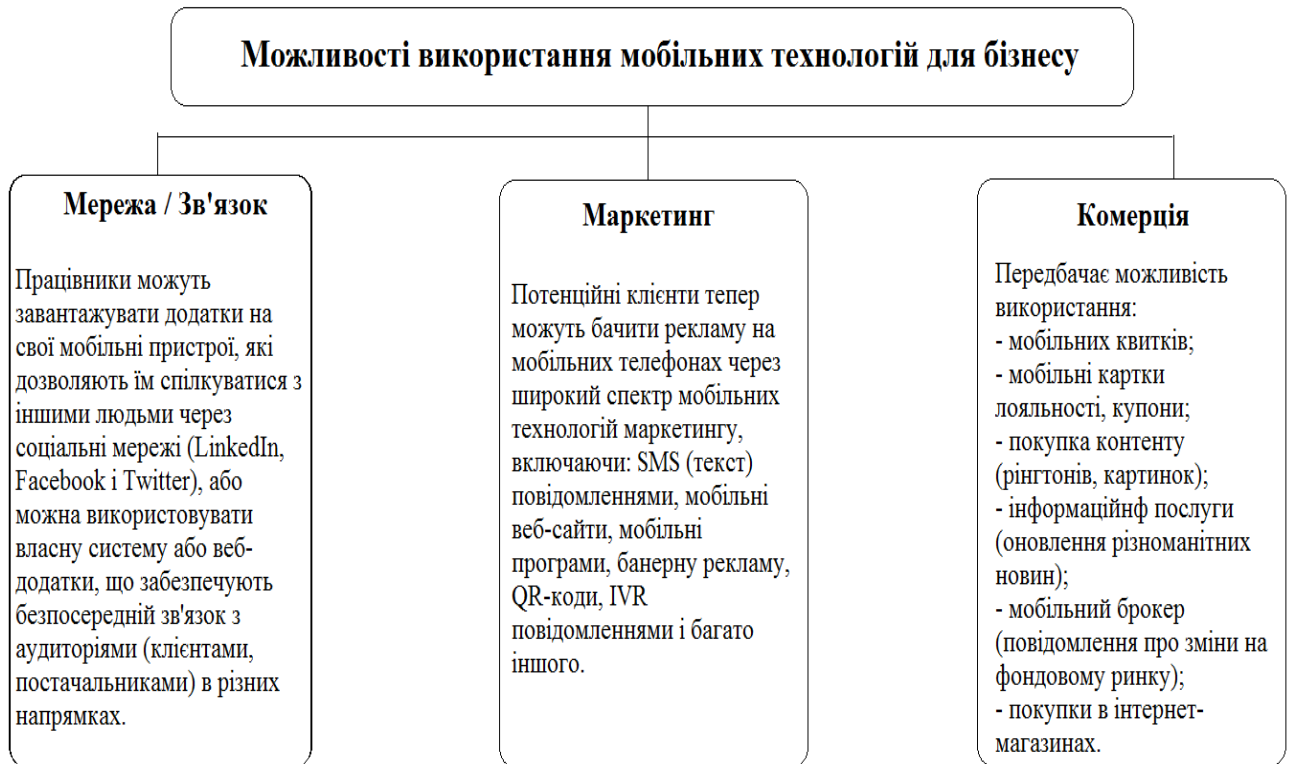 Можливості використання мобільних технологій для бізнесу
Мережа / Зв'язок
Працівники можуть
завантажувати додатки на
свої мобільні пристрої, які
дозволяють їм спілкуватися з
іншими людьми через
соціальні мережі (LinkedIn,
Facebook і Twitter), або
можна використовувати
власну систему або веб-
додатки, що забезпечують
безпосередній зв'язок з
аудиторіями (клієнтами,
постачальниками) в різних
напрямках.
Маркетинг
Потенційні клієнти тепер
можуть бачити рекламу на
мобільних телефонах через
широкий спектр мобільних
технологій маркетингу,
включаючи: SMS (текст)
повідомленнями, мобільні
веб-сайти, мобільні
програми, банерну рекламу,
QR-коди, IVR
повідомленнями і багато
іншого.
Комерція
Передбачає можливість
використання:
- мобільних квитків;
- мобільні картки
лояльності, купони;
- покупка контенту
(рінгтонів, картинок);
- інформаційнф послуги
(оновлення різноманітних
новин);
- мобільний брокер
(повідомлення про зміни на
фондовому ринку);
- покупки в інтернет-
магазинах.